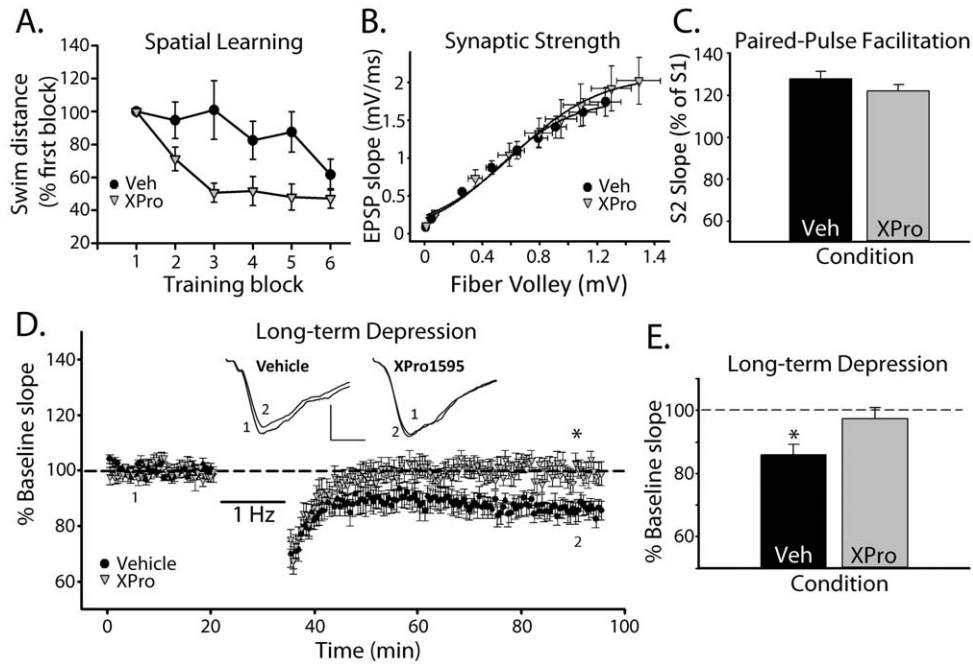 A.
Spatial Learning
Swim distance
(% first block)
140
120
100
80
60
40
20
Veh
XPro
1 2 3 4 5 6
Training block
B.
Synaptic Strength
EPSP slope (mV/ms)
2
1.5
1
0.5
0
Veh
XPro
0 0.2 0.4 0.6 0.8 1 1.2 1.4
Fiber Volley (mV)
C.
Paired-Pulse Facilitation
S2 Slope (% of S1)
140
120
100
80
60
Veh XPro
Condition
D.
Long-term Depression
% Baseline slope
140
120
100
80
60
Vehicle XPro1595
2
1
1
2
*
1
1 Hz
2
Vehicle
XPro
0 20 40 60 80 100
Time (min)
E.
Long-term Depression
% Baseline slope
100
80
60
*
Veh XPro
Condition